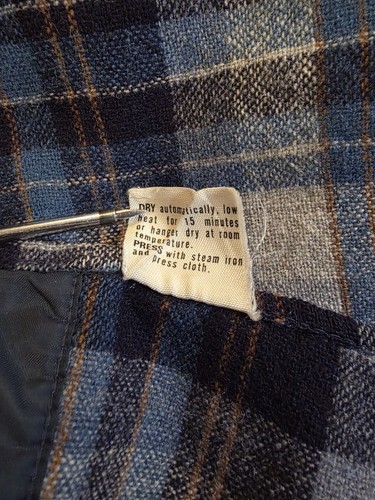 DRY automatically, low
heat for 15 minutes
or hanger dry at room
temperature.
PRESS with steam iron
and press cloth.